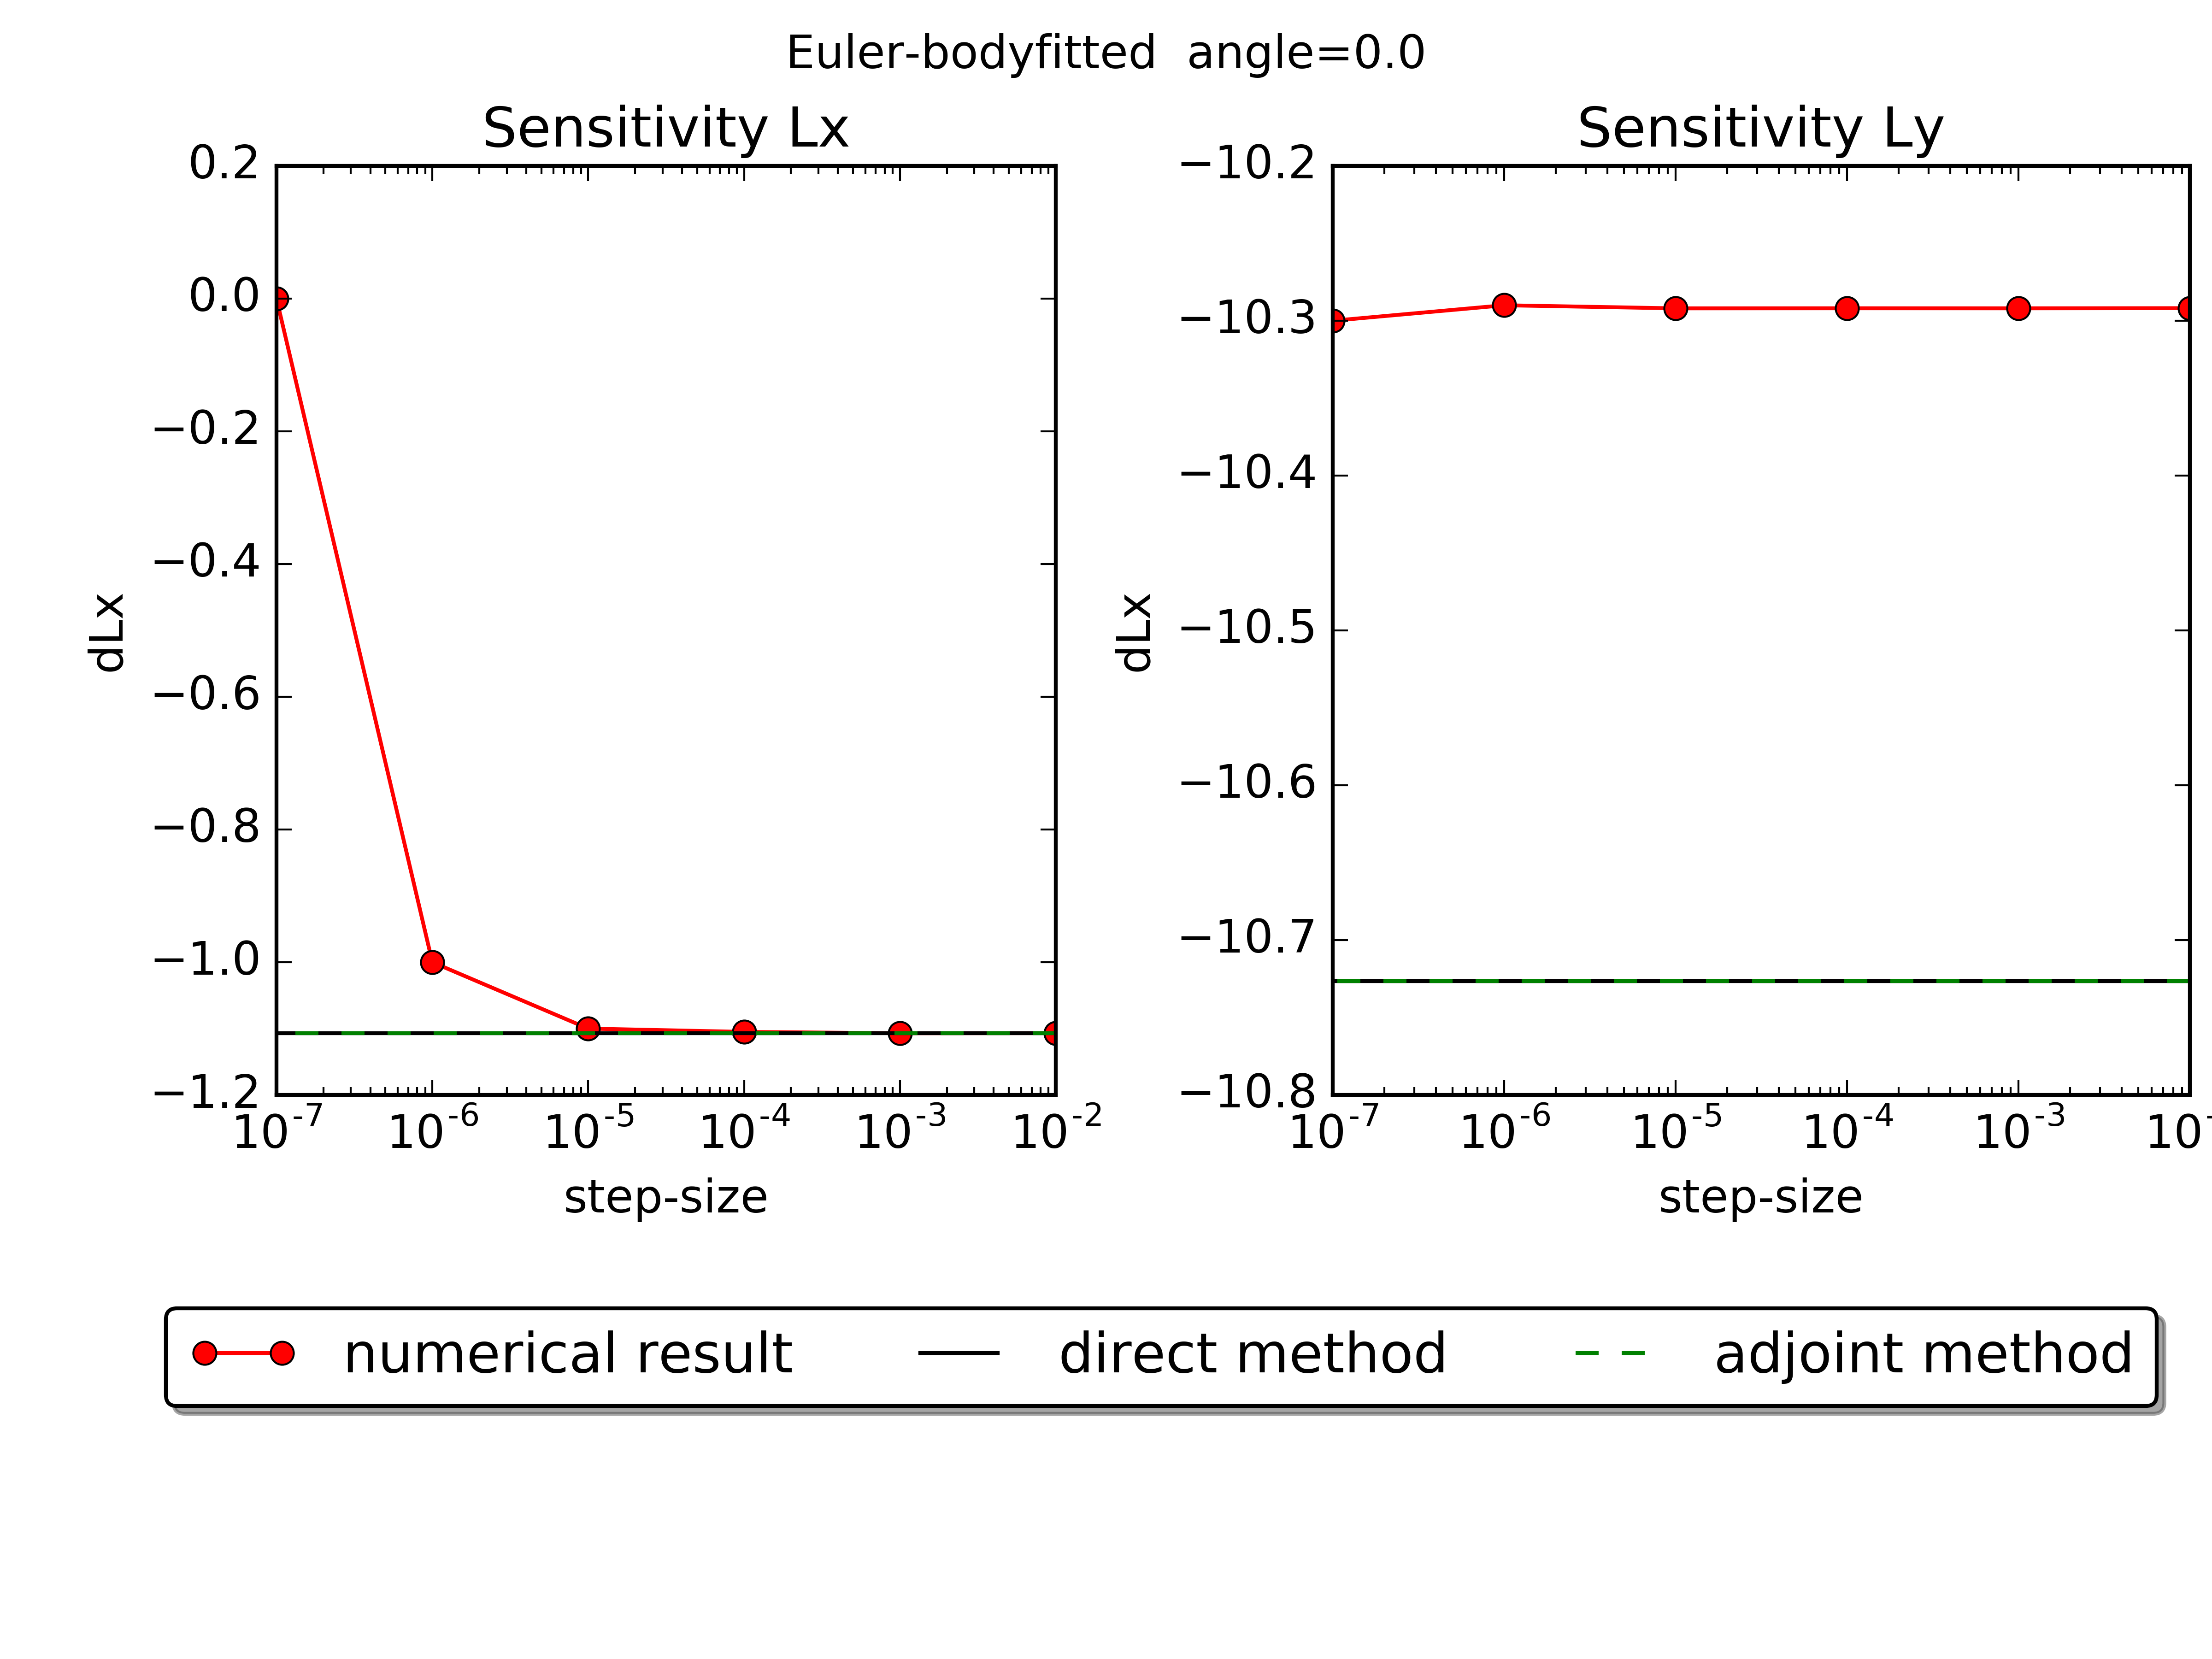 Euler-bodyfitted  angle=0.0
Sensitivity Lx
0.2
0.0
−0.2
−0.4
−0.6
−0.8
−1.0
−1.2
dLx
10-7 10-6 10-5 10-4 10-3 10-2
step-size
Sensitivity Ly
−10.2
−10.3
−10.4
−10.5
−10.6
−10.7
−10.8
dLx
10-7 10-6 10-5 10-4 10-3 10-
step-size
numerical result direct method adjoint method